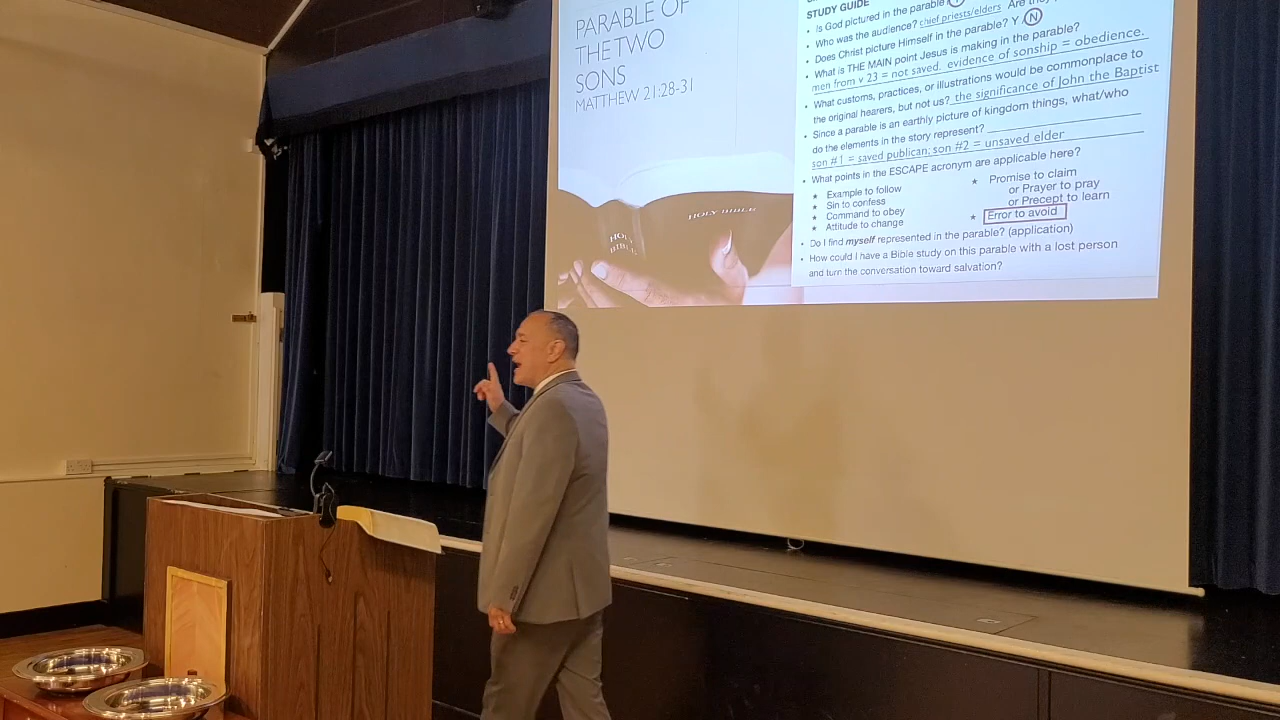 PARABLE OF
THE TWO
SONS
MATTHEW 21:28-31
HOLY BIBLE
HOLY
BIBLE
STUDY GUIDE
• Is God pictured in the parable
• Who was the audience? chief priests/elders Are they
• Does Christ picture Himself in the parable? Y N
• What is THE MAIN point Jesus is making in the parable?
men from v 23 = not saved. evidence of sonship = obedience.
• What customs, practices, or illustrations would be commonplace to
the original hearers, but not us? the significance of John the Baptist
• Since a parable is an earthly picture of kingdom things, what/who
do the elements in the story represent?
son #1 = saved publican; son #2 = unsaved elder
• What points in the ESCAPE acronym are applicable here?
★ Example to follow
★ Sin to confess
★ Command to obey
★ Attitude to change
★ Promise to claim
or Prayer to pray
or Precept to learn
★ Error to avoid
• Do I find myself represented in the parable? (application)
• How could I have a Bible study on this parable with a lost person
and turn the conversation toward salvation?